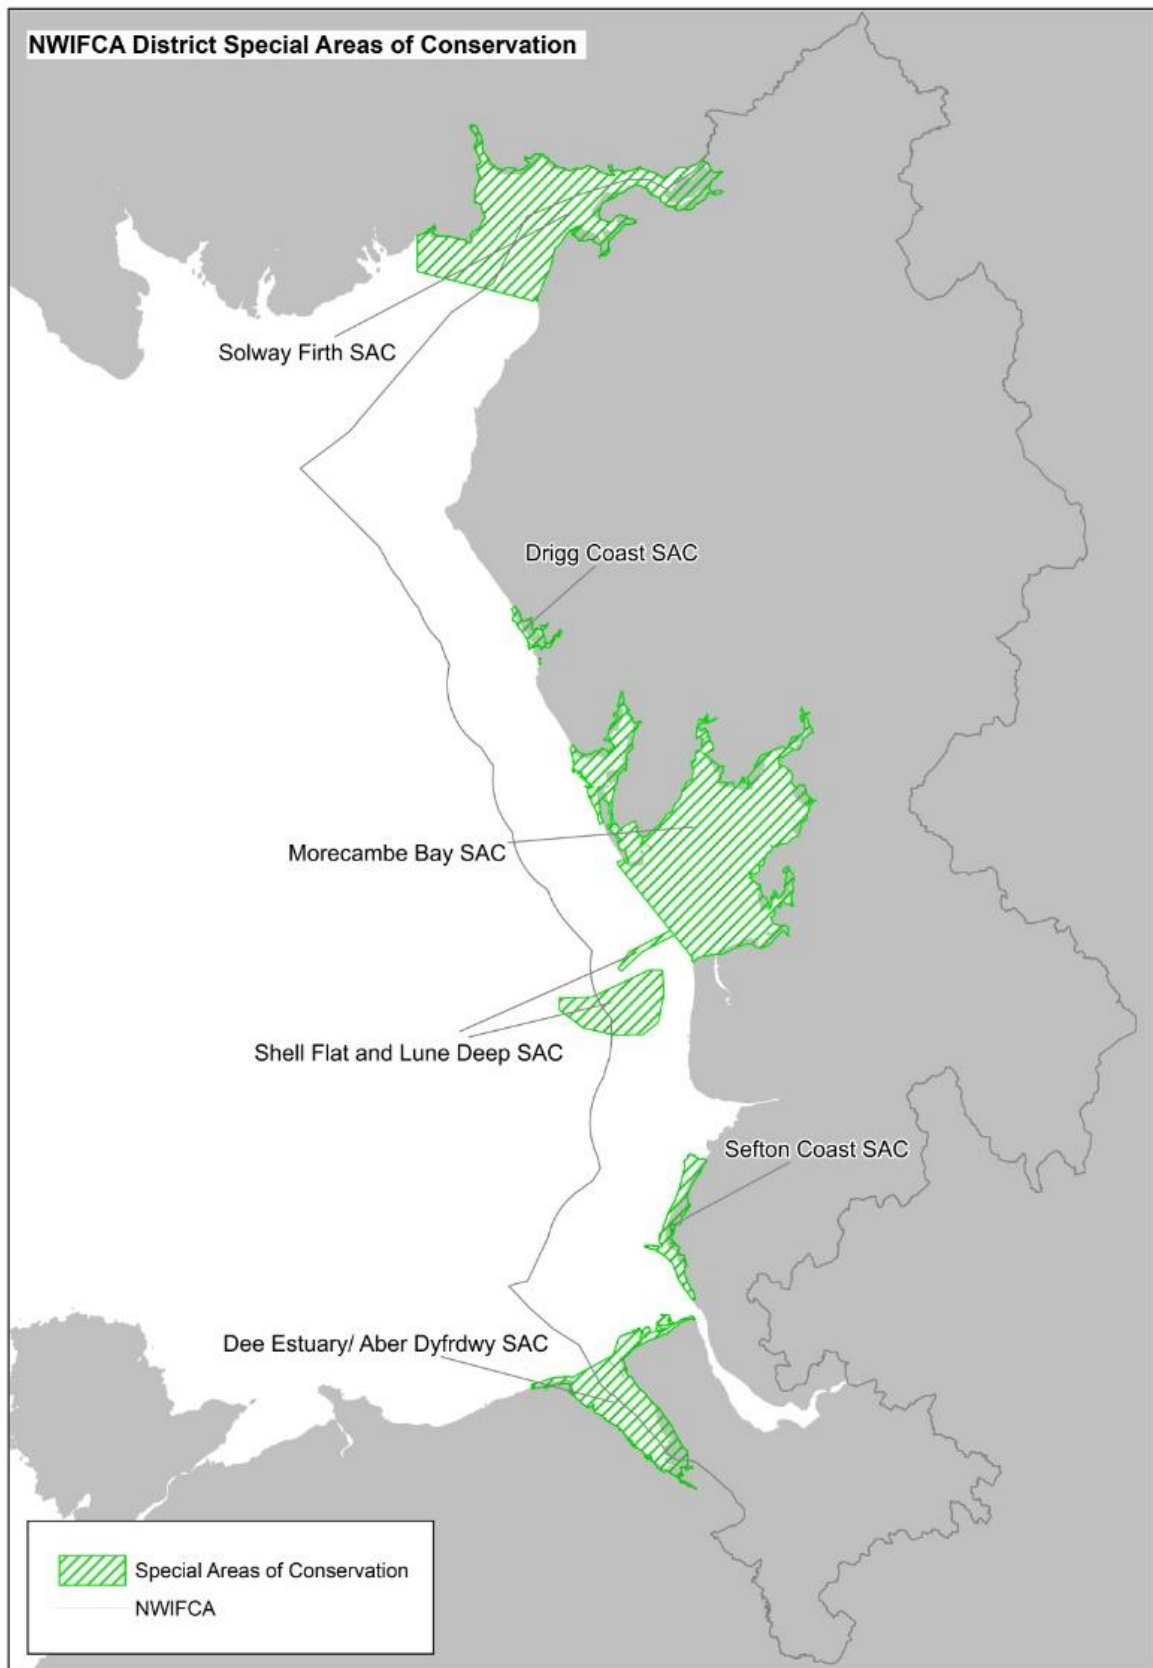 NWIFCA District Special Areas of Conservation
Solway Firth SAC
Drigg Coast SAC
Morecambe Bay SAC
Shell Flat and Lune Deep SAC
Sefton Coast SAC
Dee Estuary/ Aber Dyfrdwy SAC
Special Areas of Conservation
NWIFCA